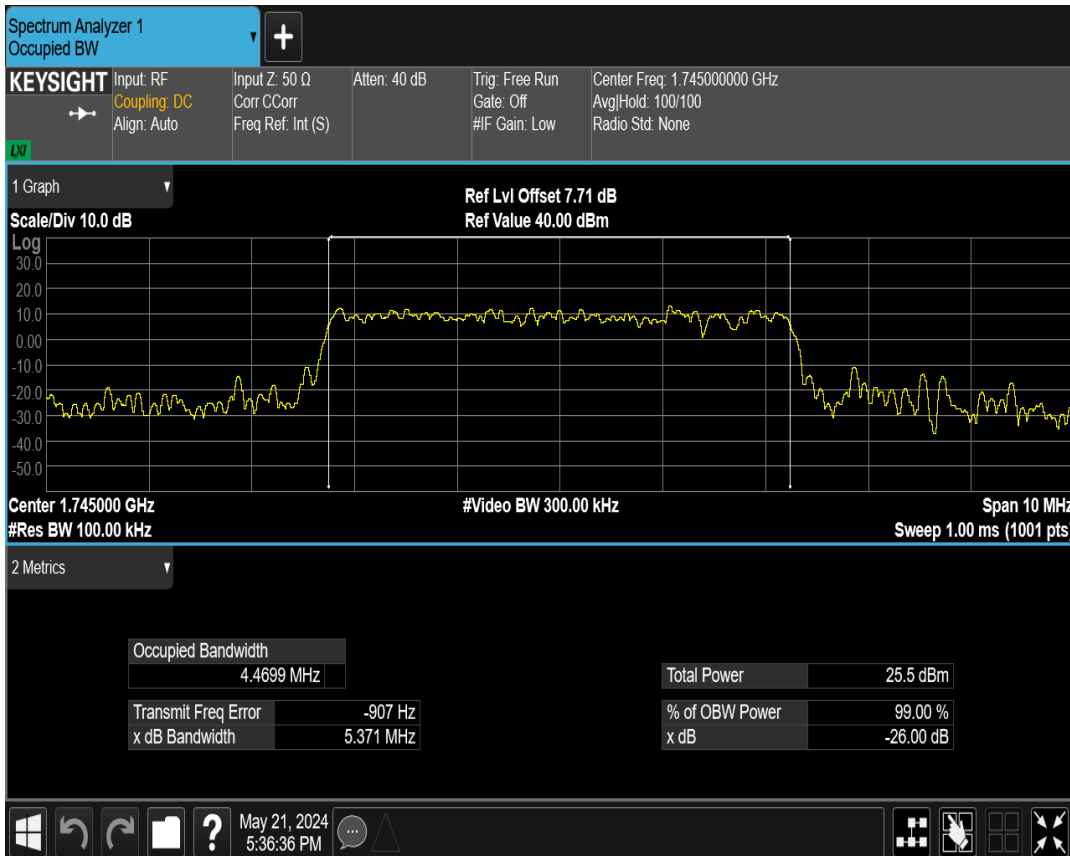 Spectrum Analyzer 1
Occupied BW
+
KEYSIGHT
LXI
Input: RF
Coupling: DC
Align: Auto
Input Z: 50 Ω
Corr CCorr
Freq Ref: Int (S)
Atten: 40 dB
Trig: Free Run
Gate: Off
#IF Gain: Low
Center Freq: 1.745000000 GHz
Avg|Hold: 100/100
Radio Std: None
1 Graph
Scale/Div 10.0 dB
Ref Lvl Offset 7.71 dB
Ref Value 40.00 dBm
Log
30.0
20.0
10.0
0.00
-10.0
-20.0
-30.0
-40.0
-50.0
Center 1.745000 GHz
#Res BW 100.00 kHz
#Video BW 300.00 kHz
Span 10 MHz
Sweep 1.00 ms (1001 pts)
2 Metrics
Occupied Bandwidth
4.4699 MHz
Transmit Freq Error -907 Hz
x dB Bandwidth 5.371 MHz
Total Power 25.5 dBm
% of OBW Power 99.00 %
x dB -26.00 dB
?
May 21, 2024
5:36:36 PM